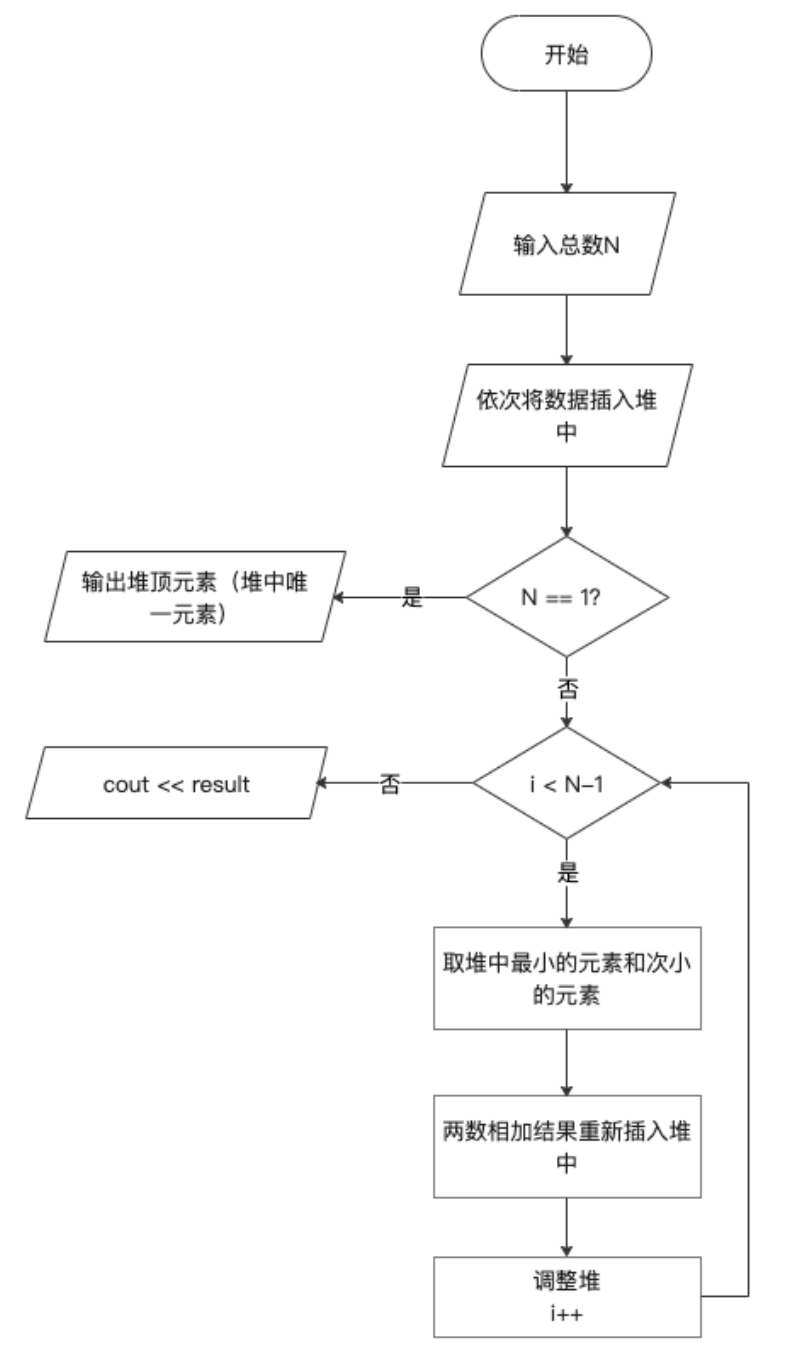 开始
输入总数N
依次将数据插入堆
中
N == 1?
是
输出堆顶元素（堆中唯
一元素）
否
i < N-1
否
cout << result
是
取堆中最小的元素和次小
的元素
两数相加结果重新插入堆
中
调整堆
i++